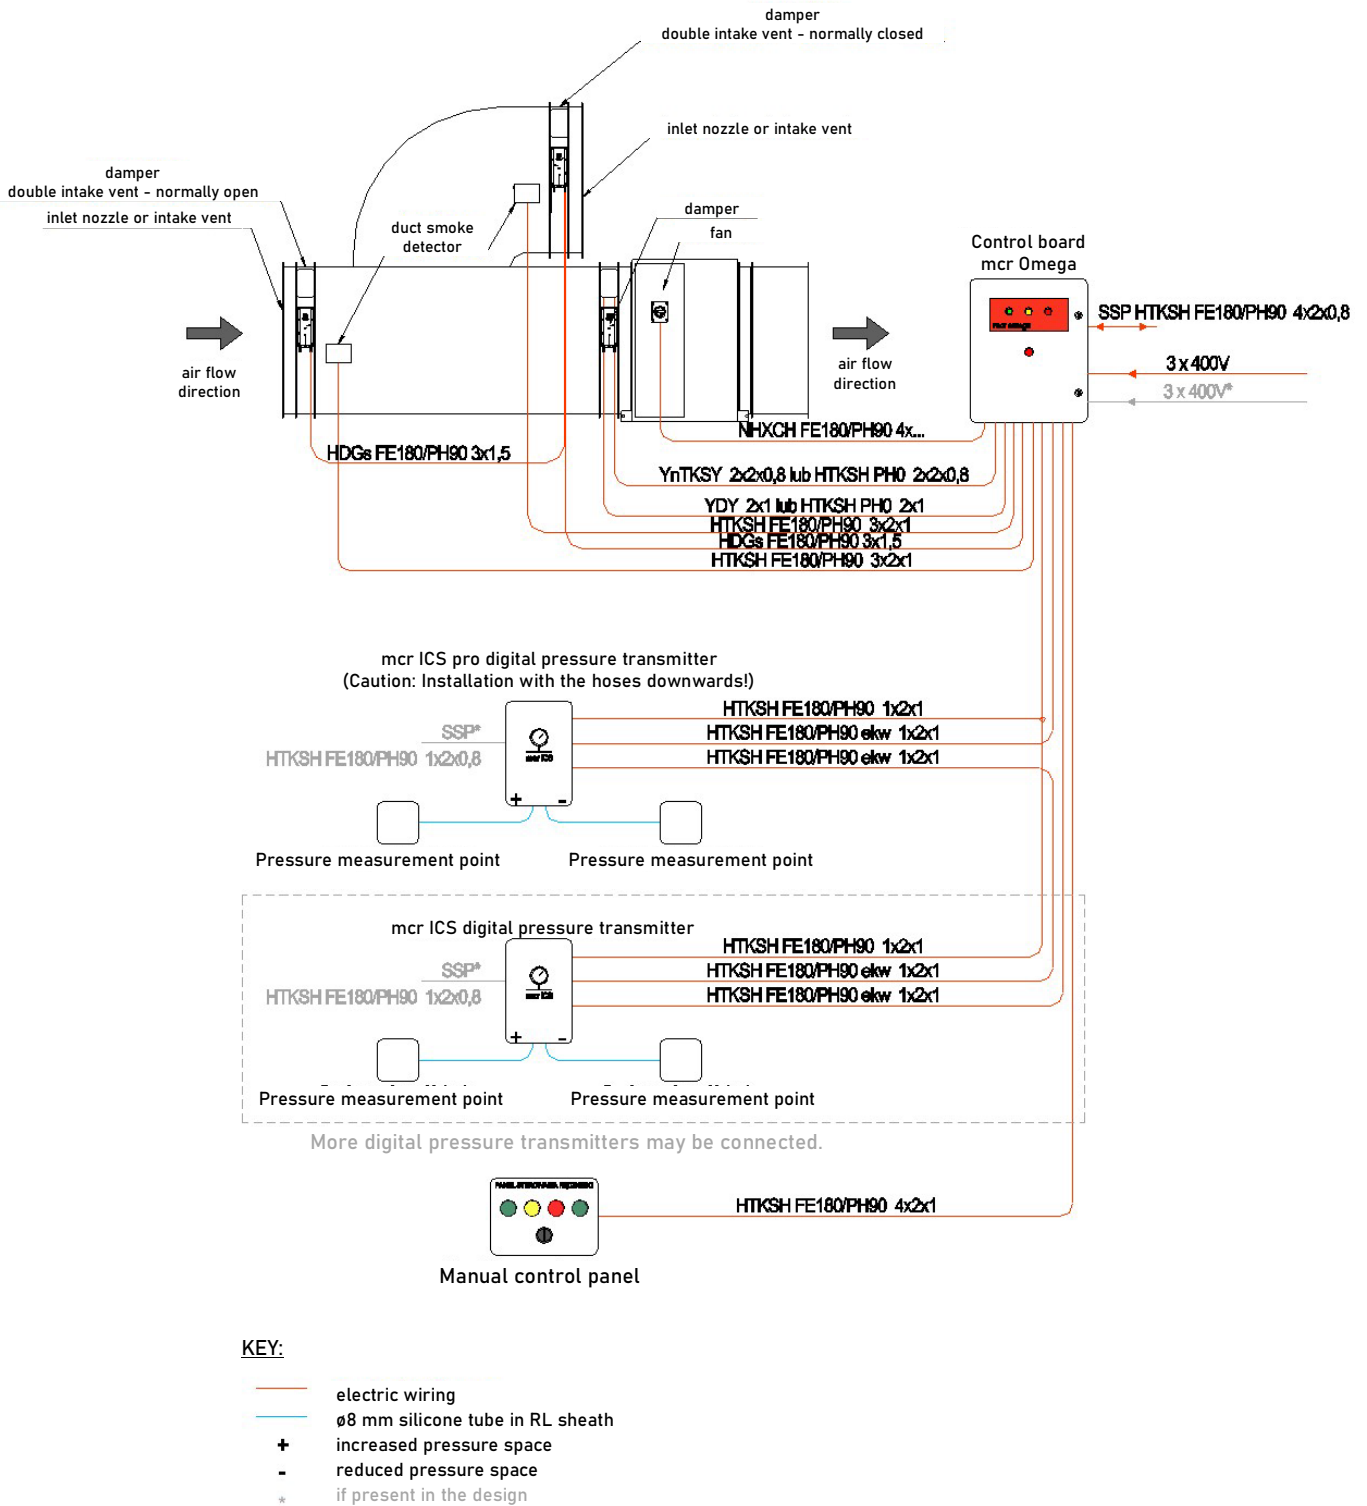 damper
double intake vent - normally closed
inlet nozzle or intake vent
damper
double intake vent - normally open
inlet nozzle or intake vent
duct smoke
detector
damper
fan
Control board
mcr Omega
mcr omega
SSP HTKSH FE180/PH90 4x2x0,8
3 x 400V
3 x 400V*
air flow
direction
air flow
direction
NHXCH FE180/PH90 4x...
HDGs FE180/PH90 3x1,5
YnTKSY 2x2x0,8 lub HTKSH PH0 2x2x0,8
YDY 2x1 lub HTKSH PH0 2x1
HTKSH FE180/PH90 3x2x1
HDGs FE180/PH90 3x1,5
HTKSH FE180/PH90 3x2x1
mcr ICS pro digital pressure transmitter
(Caution: Installation with the hoses downwards!)
HTKSH FE180/PH90 1x2x1
SSP*
HTKSH FE180/PH90 ekw 1x2x1
HTKSH FE180/PH90 1x2x0,8
mcr ICS
HTKSH FE180/PH90 ekw 1x2x1
+ -
Pressure measurement point
Pressure measurement point
mcr ICS digital pressure transmitter
HTKSH FE180/PH90 1x2x1
SSP*
HTKSH FE180/PH90 ekw 1x2x1
HTKSH FE180/PH90 1x2x0,8
mcr ICS
HTKSH FE180/PH90 ekw 1x2x1
+ -
Pressure measurement point
Pressure measurement point
More digital pressure transmitters may be connected.
PANEL STEROWANIA RĘCZNEGO
HTKSH FE180/PH90 4x2x1
Manual control panel
KEY:
electric wiring
ø8 mm silicone tube in RL sheath
+ increased pressure space
- reduced pressure space
* if present in the design